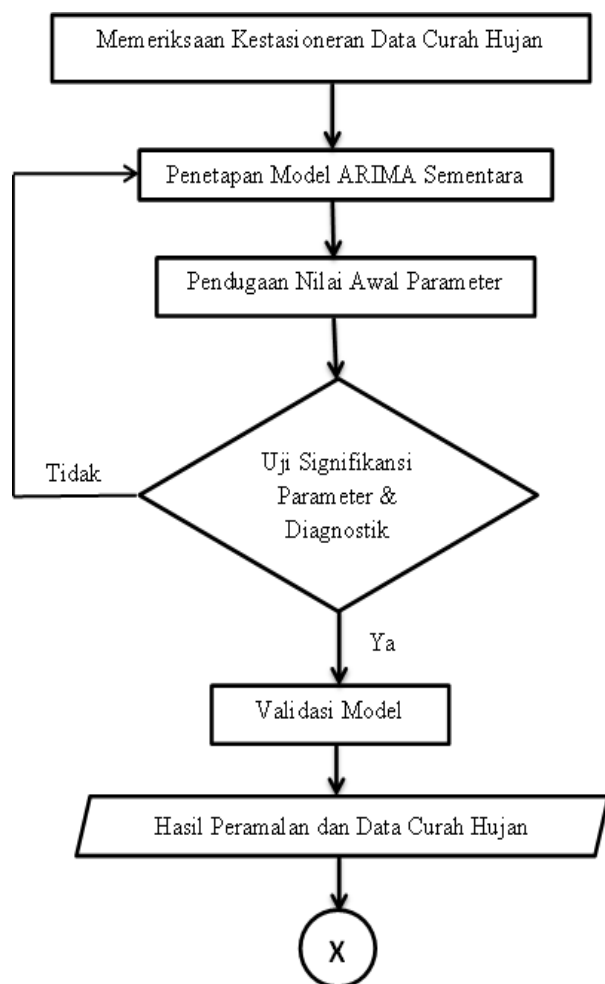 Memeriksaan Kestasioneran Data Curah Hujan
Penetapan Model ARIMA Sementara
Pendugaan Nilai Awal Parameter
Uji Signifikansi
Parameter &
Diagnostik
Tidak
Ya
Validasi Model
Hasil Peramalan dan Data Curah Hujan
X